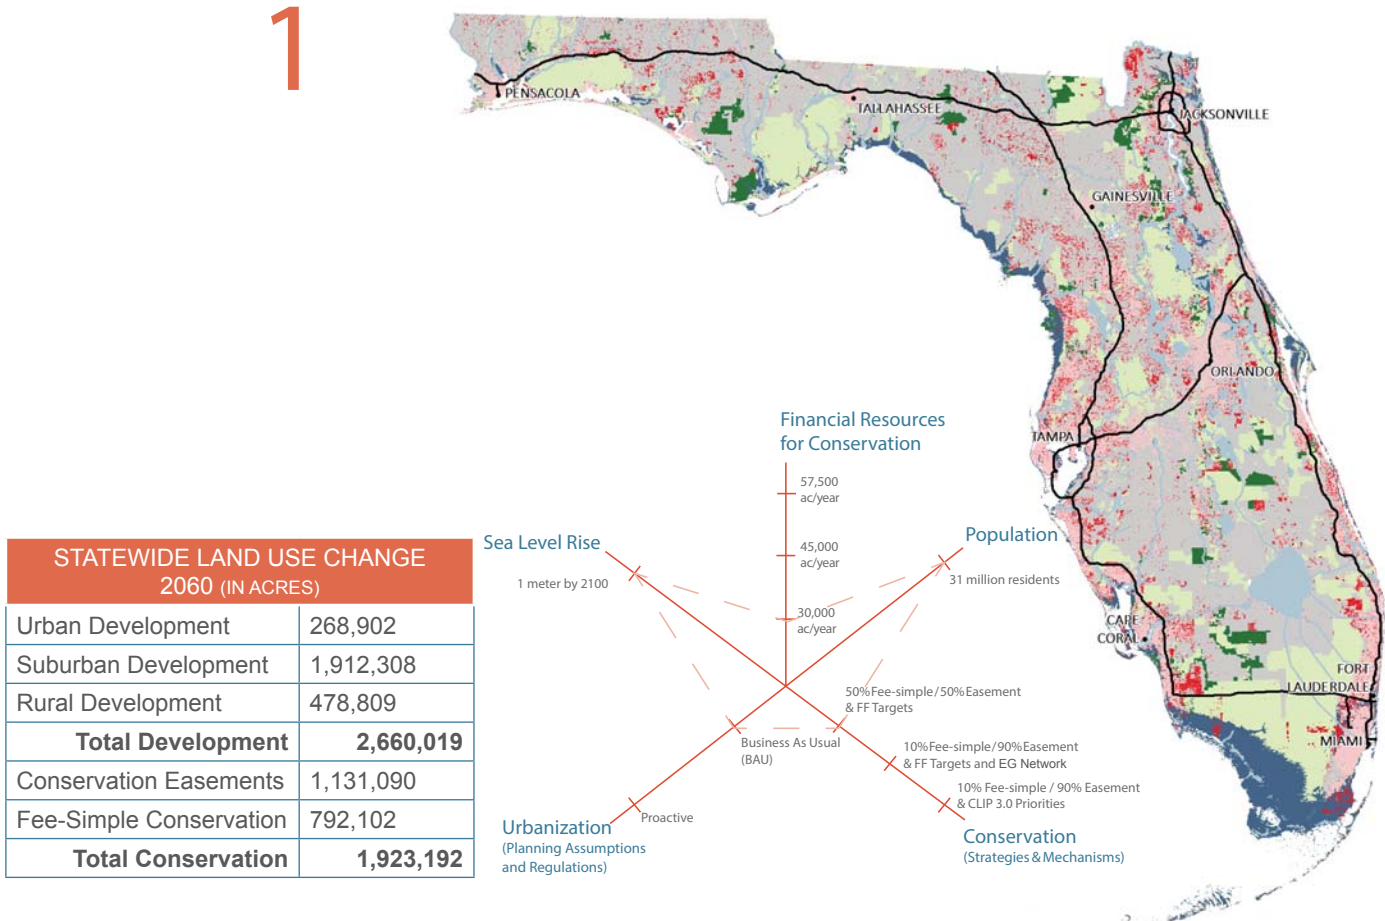 1
PENSACOLA
TALLAHASSEE
JACKSONVILLE
GAINESVILLE
ORLANDO
TAMPA
CAPE
CORAL
FORT
LAUDERDALE
MIAMI
Financial Resources
for Conservation
57,500
ac/year
45,000
ac/year
30,000
ac/year
Sea Level Rise
1 meter by 2100
Population
31 million residents
50% Fee-simple/50% Easement
& FF Targets
10% Fee-simple/90% Easement
& FF Targets and EG Network
10% Fee-simple / 90% Easement
& CLIP 3.0 Priorities
Conservation
(Strategies & Mechanisms)
Business As Usual
(BAU)
Proactive
Urbanization
(Planning Assumptions
and Regulations)
STATEWIDE LAND USE CHANGE
2060 (IN ACRES)
Urban Development 268,902
Suburban Development 1,912,308
Rural Development 478,809
Total Development 2,660,019
Conservation Easements 1,131,090
Fee-Simple Conservation 792,102
Total Conservation 1,923,192